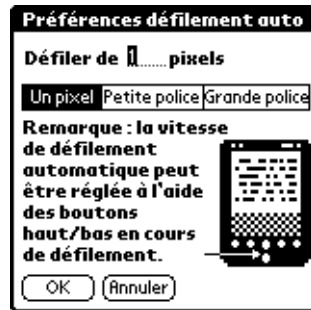 Préférences défilement auto
Défiler de 1 pixels
Un pixel Petite police Grande police
Remarque : la vitesse
de défilement
automatique peut
être réglée à l'aide
des boutons
haut/bas en cours
de défilement.
OK Annuler